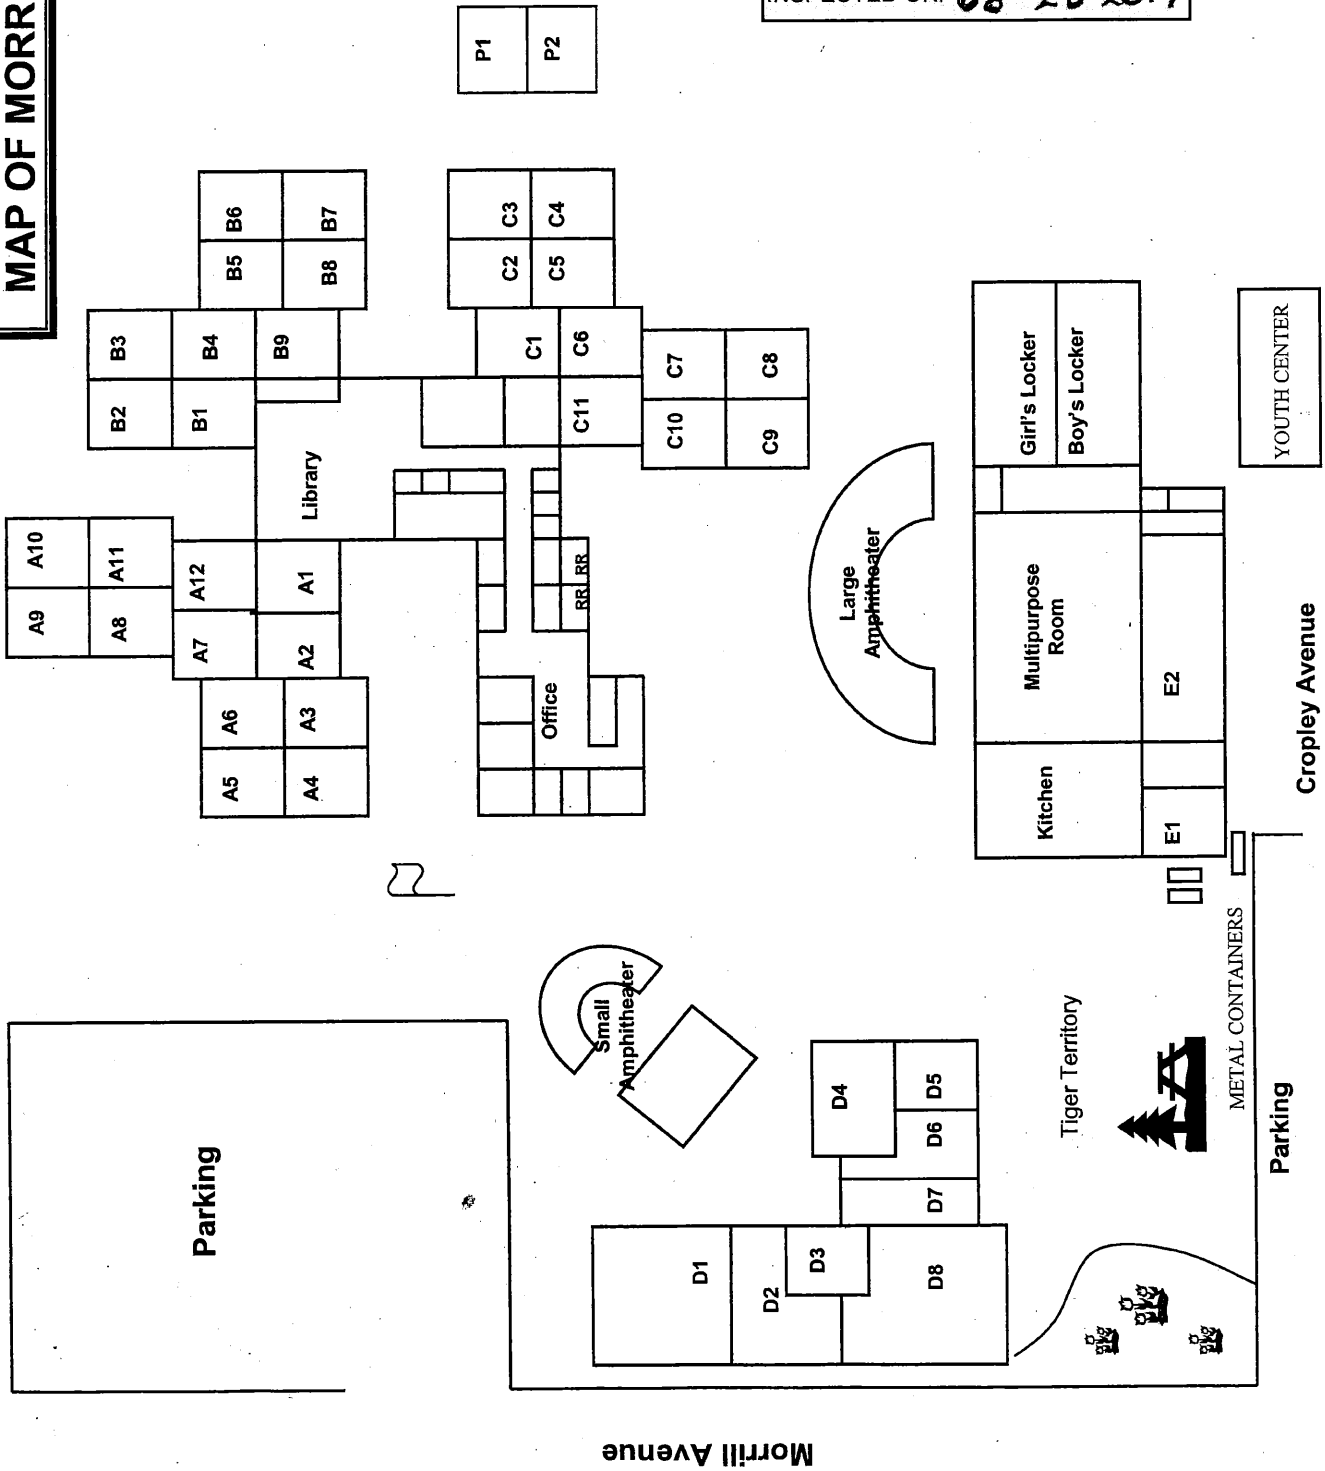 MAP OF MORR
P1
P2
B6
B7
B5
B8
C3
C4
C2
C5
B3
B4
B9
C1
C6
C7
C8
B2
B1
C11
C10
C9
Library
A10
A11
A12
A1
A9
A8
A7
A2
RR
RR
A6
A3
A5
A4
Office
Large
Amphitheater
Girl's Locker
Boy's Locker
YOUTH CENTER
Multipurpose
Room
E2
Kitchen
E1
Cropley Avenue
Small
Amphitheater
METAL CONTAINERS
Tiger Territory
Parking
Parking
D4
D5
D6
D7
D1
D2
D3
D8
Morrill Avenue